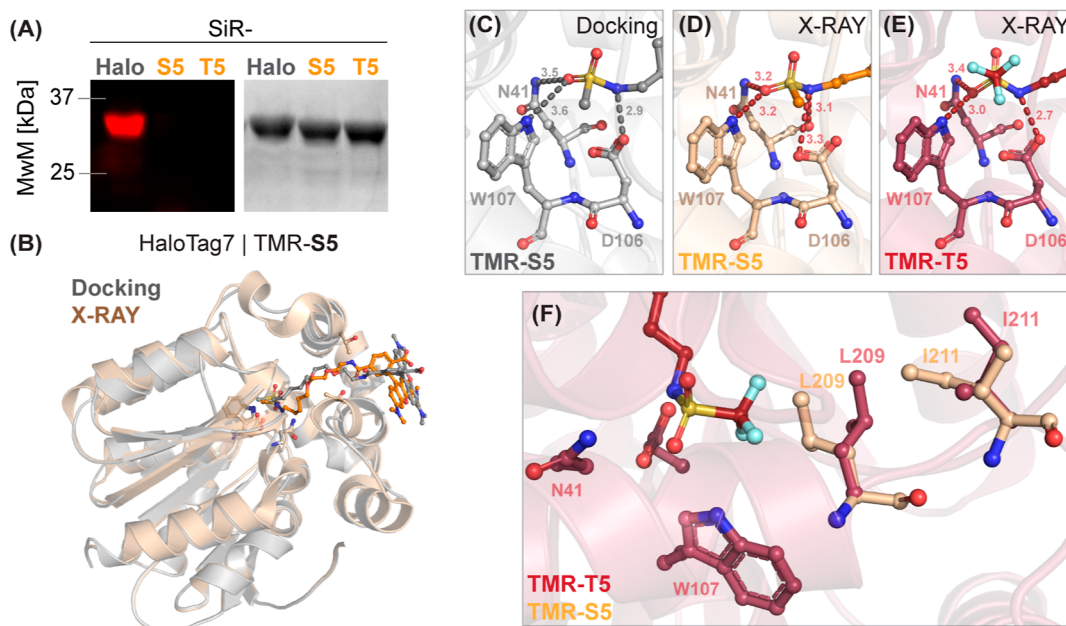 (A)
SiR-
Halo S5 T5 Halo S5 T5
MwM [kDa]
37
25
(B) HaloTag7 | TMR-S5
Docking
X-RAY
(C) Docking
3.5
N41
3.6
2.9
W107
D106
TMR-S5
(D) X-RAY
3.2
N41
3.2
3.1
3.3
W107
D106
TMR-S5
(E) X-RAY
3.4
N41
3.0
2.7
W107
D106
TMR-T5
(F)
I211
L209
I211
L209
N41
W107
TMR-T5
TMR-S5